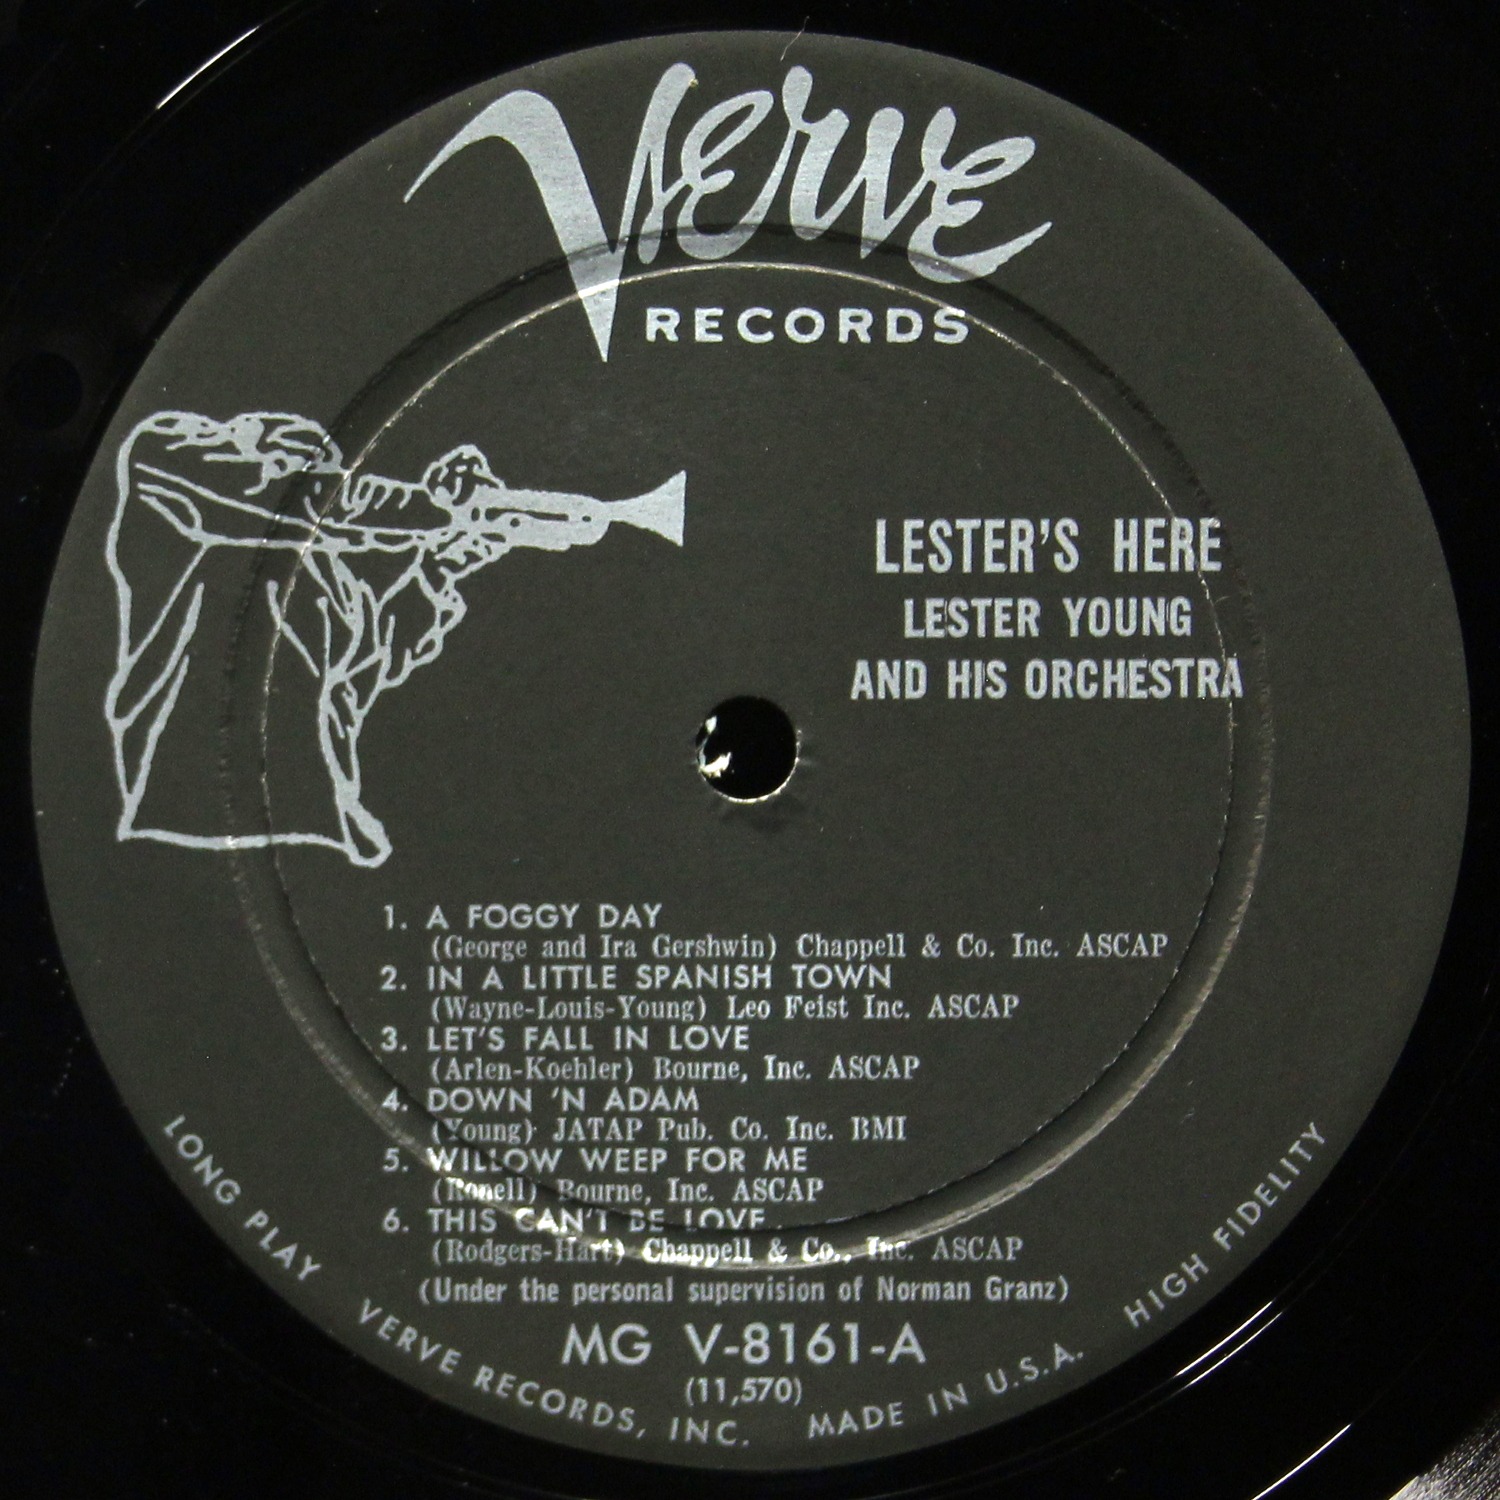 Verve
RECORDS
LESTER'S HERE
LESTER YOUNG
AND HIS ORCHESTRA
1. A FOGGY DAY
(George and Ira Gershwin) Chappell & Co. Inc. ASCAP
2. IN A LITTLE SPANISH TOWN
(Wayne-Louis-Young) Leo Feist Inc. ASCAP
3. LET'S FALL IN LOVE
(Arlen-Koehler) Bourne, Inc. ASCAP
4. DOWN 'N ADAM
(Young) JATAP Pub. Co. Inc. BMI
5. WILLOW WEEP FOR ME
(Ronell) Bourne, Inc. ASCAP
6. THIS CAN'T BE LOVE
(Rodgers-Hart) Chappell & Co., Inc. ASCAP
(Under the personal supervision of Norman Granz)
MG V-8161-A
(11,570)
LONG PLAY VERVE RECORDS, INC. MADE IN U.S.A. HIGH FIDELITY